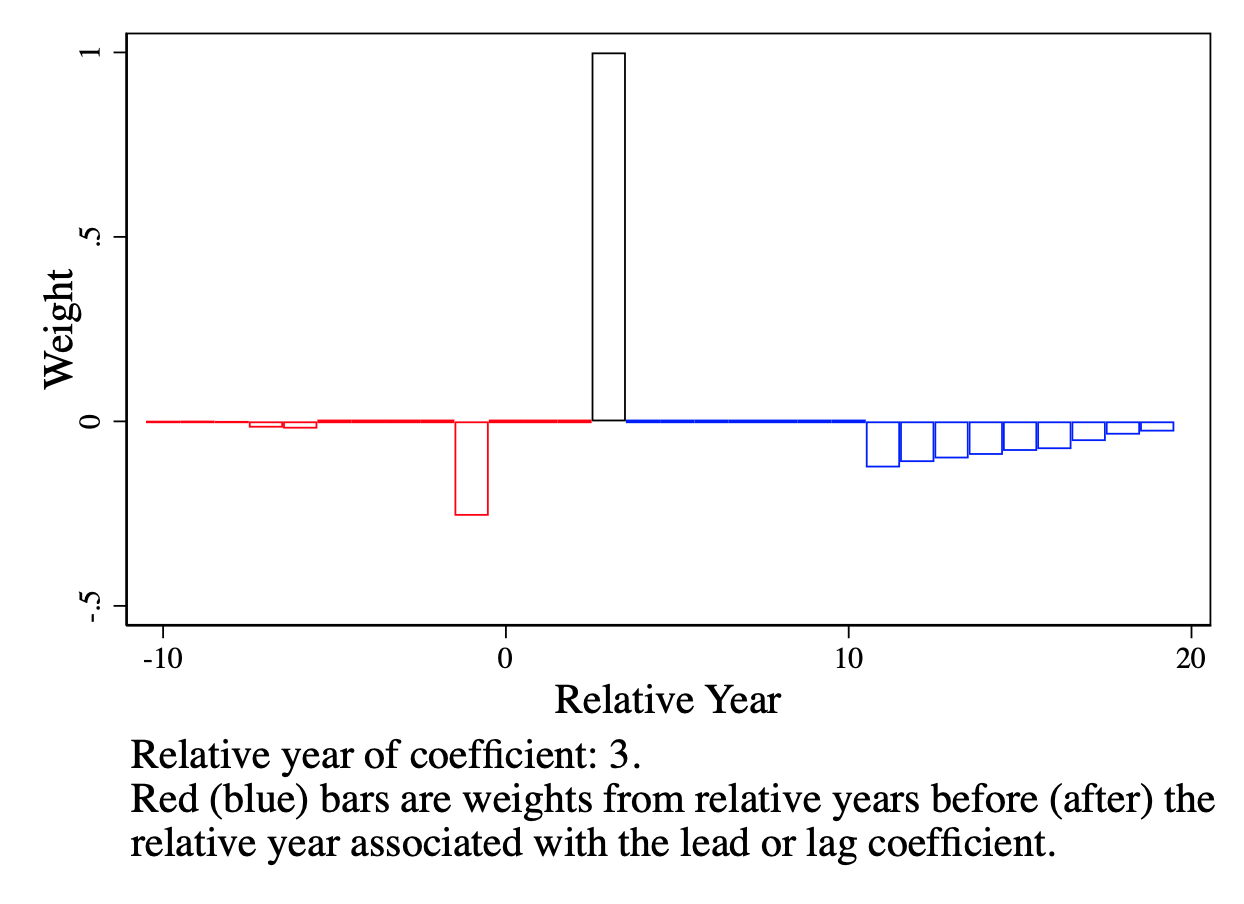 1
.5
0
-.5
Weight
-10 0 10 20
Relative Year
Relative year of coefficient: 3.
Red (blue) bars are weights from relative years before (after) the
relative year associated with the lead or lag coefficient.